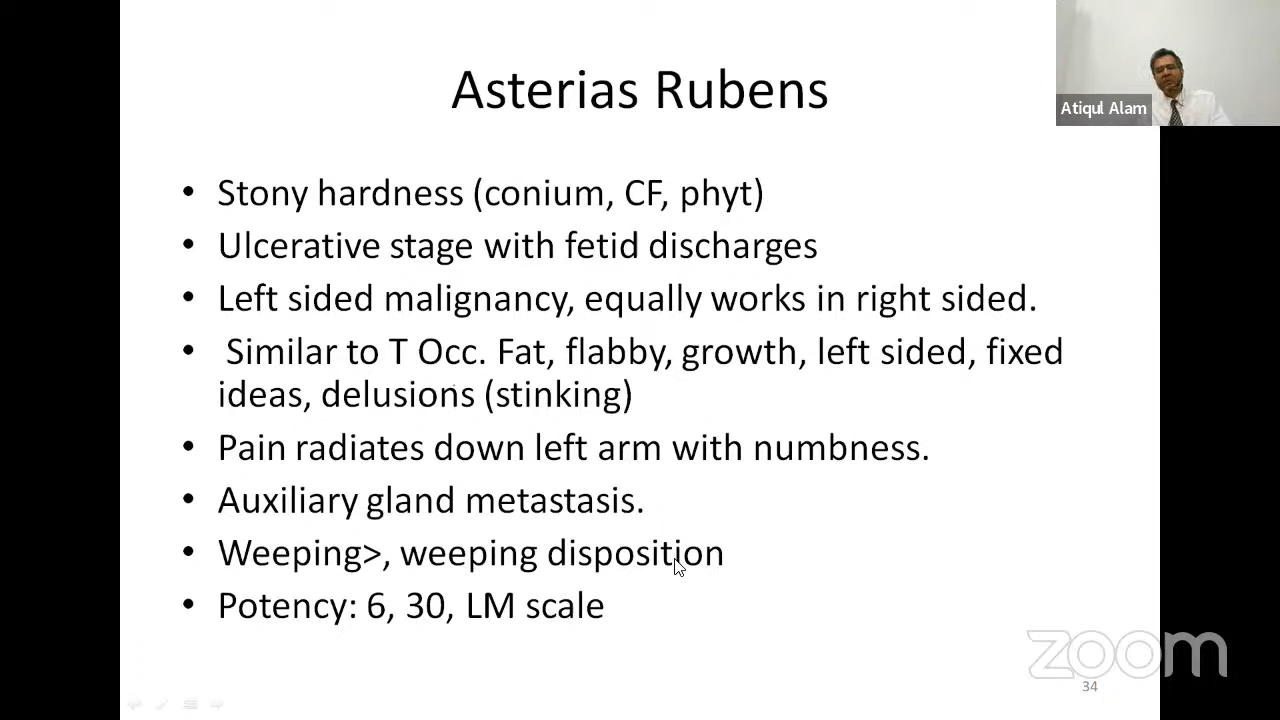 Asterias Rubens
Atiqul Alam
• Stony hardness (conium, CF, phyt)
• Ulcerative stage with fetid discharges
• Left sided malignancy, equally works in right sided.
• Similar to T Occ. Fat, flabby, growth, left sided, fixed
ideas, delusions (stinking)
• Pain radiates down left arm with numbness.
• Auxiliary gland metastasis.
• Weeping>, weeping disposition
• Potency: 6, 30, LM scale
zoom
34